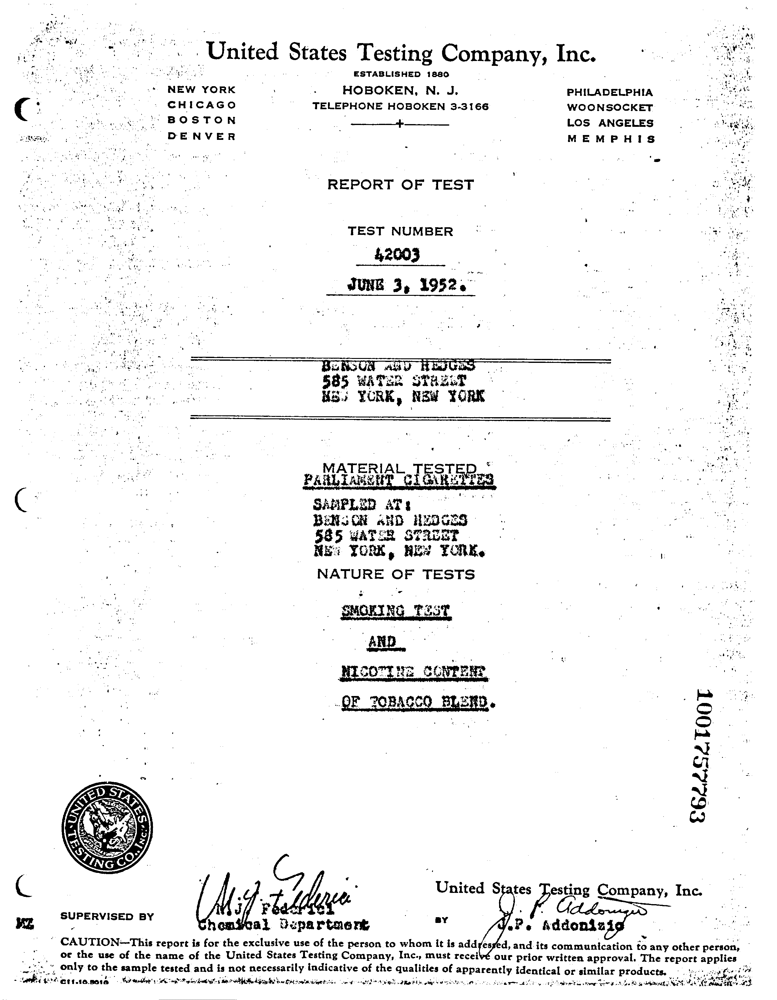 United States Testing Company, Inc.
ESTABLISHED 1880
HOBOKEN, N. J.
TELEPHONE HOBOKEN 3-3166
NEW YORK
CHICAGO
BOSTON
DENVER
PHILADELPHIA
WOONSOCKET
LOS ANGELES
MEMPHIS
REPORT OF TEST
TEST NUMBER
42003
JUNE 3, 1952.
BENSON AND HEDGES
585 WATER STREET
NEW YORK, NEW YORK
MATERIAL TESTED
PARLIAMENT CIGARETTES
SAMPLED AT:
BENSON AND HEDGES
585 WATER STREET
NEW YORK, NEW YORK.
NATURE OF TESTS
SMOKING TEST
AND
NICOTINE CONTENT
OF TOBACCO BLEND.
1001757793
UNITED STATES TESTING CO., INC.
United States Testing Company, Inc.
SUPERVISED BY
M.J. Federici
Chemical Department
BY
J.P. Addonizio
MZ
CAUTION—This report is for the exclusive use of the person to whom it is addressed, and its communication to any other person,
or the use of the name of the United States Testing Company, Inc., must receive our prior written approval. The report applies
only to the sample tested and is not necessarily indicative of the qualities of apparently identical or similar products.